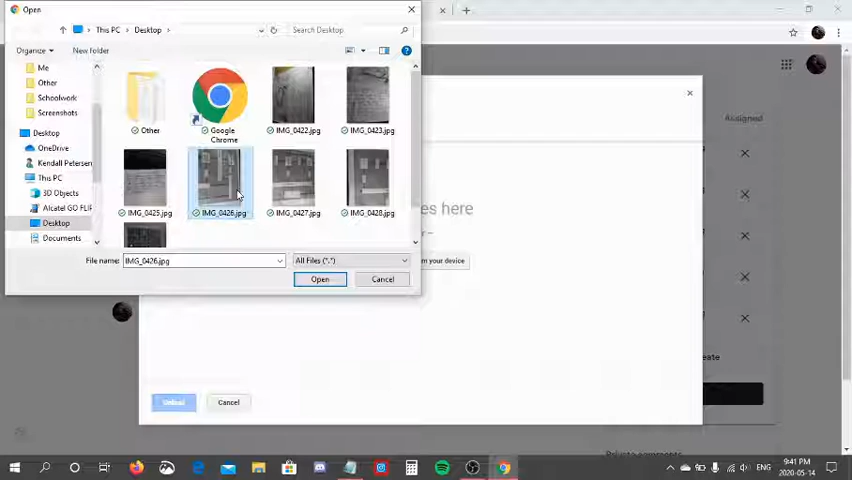 Open
This PC
Desktop
Search Desktop
Organize
New Folder
Me
Other
Schoolwork
Screenshots
Desktop
OneDrive
Kendall Petersen
This PC
3D Objects
Alcatel GO FLIP
Desktop
Documents
Other
Google
Chrome
IMG_0422.jpg
IMG_0423.jpg
IMG_0425.jpg
IMG_0426.jpg
IMG_0427.jpg
IMG_0428.jpg
File name:
IMG_0426.jpg
All Files (*.*)
Open
Cancel
Assigned
es here
– or –
m your device
Upload
Cancel
eate
Private comments
ENG
9:41 PM
2020-05-14